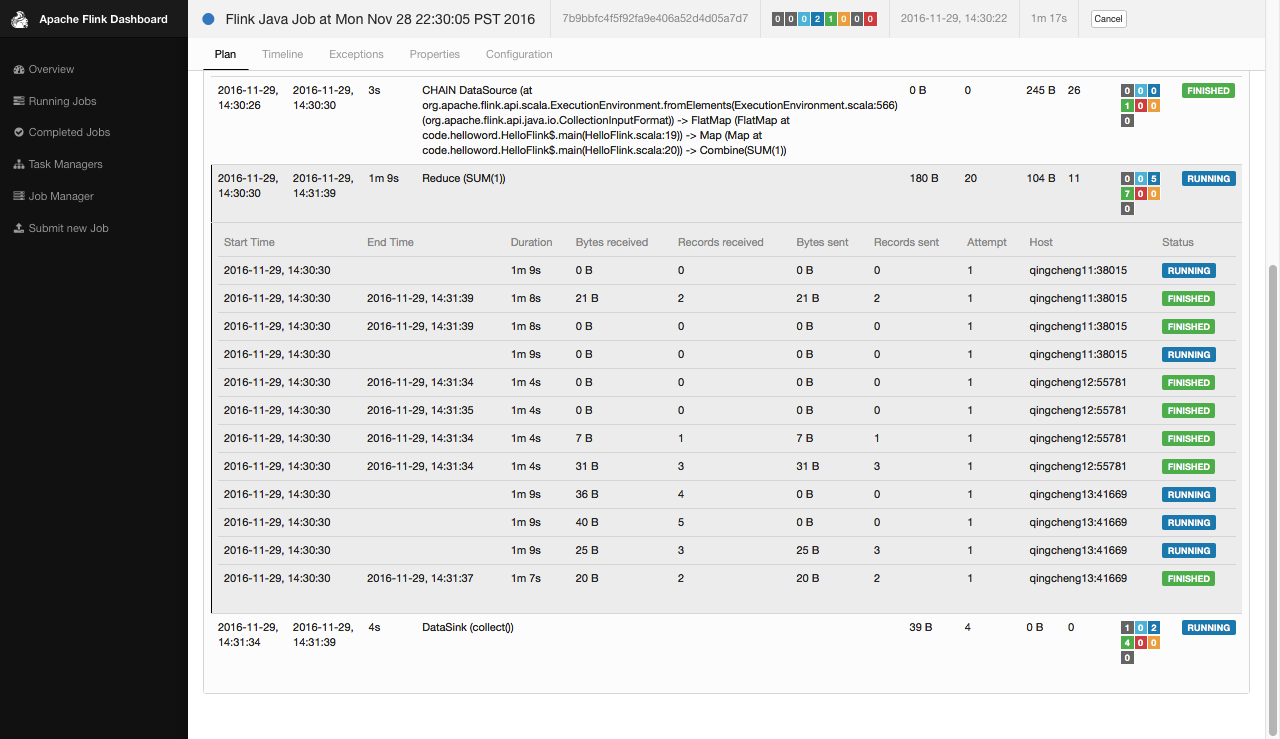 Apache Flink Dashboard
Overview
Running Jobs
Completed Jobs
Task Managers
Job Manager
Submit new Job
Flink Java Job at Mon Nov 28 22:30:05 PST 2016 7b9bbfc4f5f92fa9e406a52d4d05a7d7 0 0 0 2 1 0 0 0 2016-11-29, 14:30:22 1m 17s Cancel
Plan Timeline Exceptions Properties Configuration
2016-11-29, 14:30:26 2016-11-29, 14:30:30 3s CHAIN DataSource (at
org.apache.flink.api.scala.ExecutionEnvironment.fromElements(ExecutionEnvironment.scala:566)
(org.apache.flink.api.java.io.CollectionInputFormat)) -> FlatMap (FlatMap at
code.helloword.HelloFlink$.main(HelloFlink.scala:19)) -> Map (Map at
code.helloword.HelloFlink$.main(HelloFlink.scala:20)) -> Combine(SUM(1))
0 B 0 245 B 26 0 0 0 1 0 0 0 FINISHED
2016-11-29, 14:30:30 2016-11-29, 14:31:39 1m 9s Reduce (SUM(1)) 180 B 20 104 B 11 0 0 5 7 0 0 0 RUNNING
Start Time End Time Duration Bytes received Records received Bytes sent Records sent Attempt Host Status
2016-11-29, 14:30:30 1m 9s 0 B 0 0 B 0 1 qingcheng11:38015 RUNNING
2016-11-29, 14:30:30 2016-11-29, 14:31:39 1m 8s 21 B 2 21 B 2 1 qingcheng11:38015 FINISHED
2016-11-29, 14:30:30 2016-11-29, 14:31:39 1m 8s 0 B 0 0 B 0 1 qingcheng11:38015 FINISHED
2016-11-29, 14:30:30 1m 9s 0 B 0 0 B 0 1 qingcheng11:38015 RUNNING
2016-11-29, 14:30:30 2016-11-29, 14:31:34 1m 4s 0 B 0 0 B 0 1 qingcheng12:55781 FINISHED
2016-11-29, 14:30:30 2016-11-29, 14:31:35 1m 4s 0 B 0 0 B 0 1 qingcheng12:55781 FINISHED
2016-11-29, 14:30:30 2016-11-29, 14:31:34 1m 4s 7 B 1 7 B 1 1 qingcheng12:55781 FINISHED
2016-11-29, 14:30:30 2016-11-29, 14:31:34 1m 4s 31 B 3 31 B 3 1 qingcheng12:55781 FINISHED
2016-11-29, 14:30:30 1m 9s 36 B 4 0 B 0 1 qingcheng13:41669 RUNNING
2016-11-29, 14:30:30 1m 9s 40 B 5 0 B 0 1 qingcheng13:41669 RUNNING
2016-11-29, 14:30:30 1m 9s 25 B 3 25 B 3 1 qingcheng13:41669 RUNNING
2016-11-29, 14:30:30 2016-11-29, 14:31:37 1m 7s 20 B 2 20 B 2 1 qingcheng13:41669 FINISHED
2016-11-29, 14:31:34 2016-11-29, 14:31:39 4s DataSink (collect()) 39 B 4 0 B 0 1 0 2 4 0 0 0 RUNNING